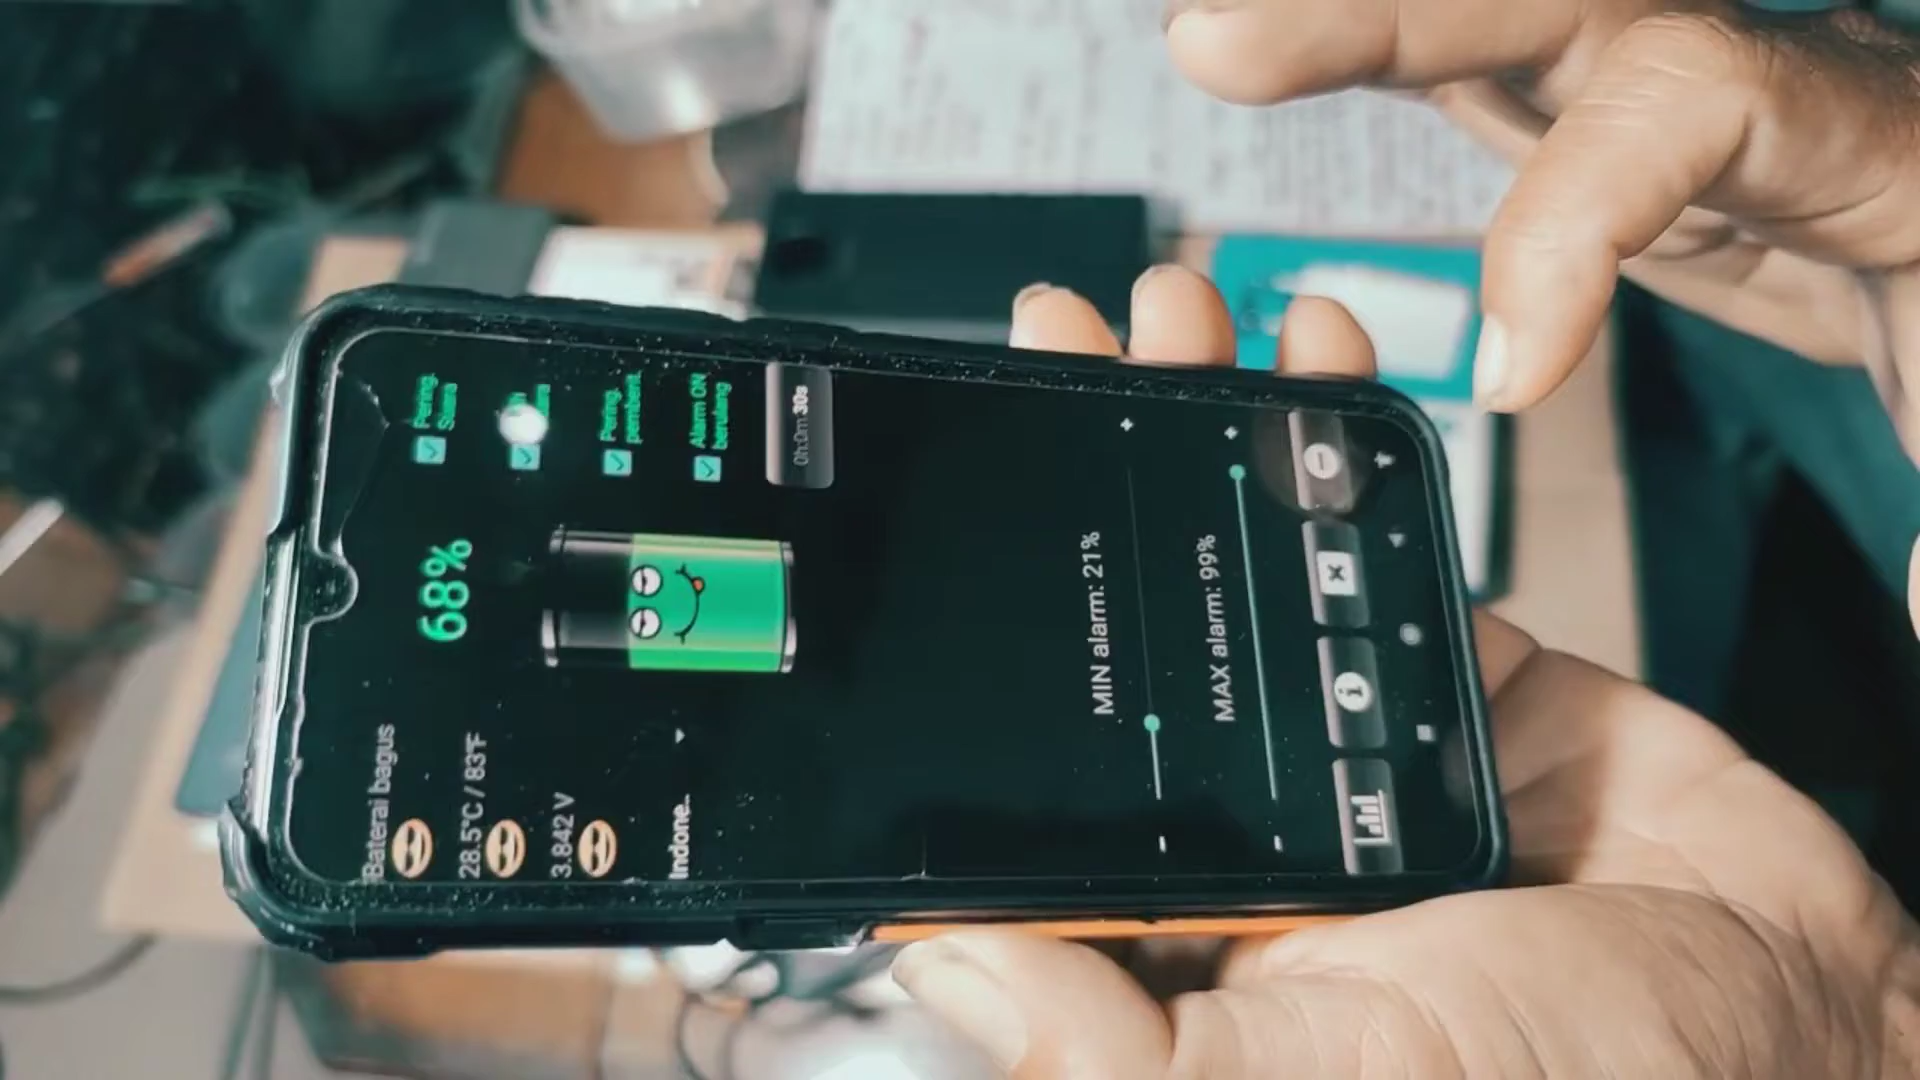 Baterai bagus
28.5°C / 83°F
3.842 V
Indone..
68%
Pering.
Suara
Pering.
pemberit.
Alarm ON
berulang
0h:0m:30s
MIN alarm: 21%
MAX alarm: 99%